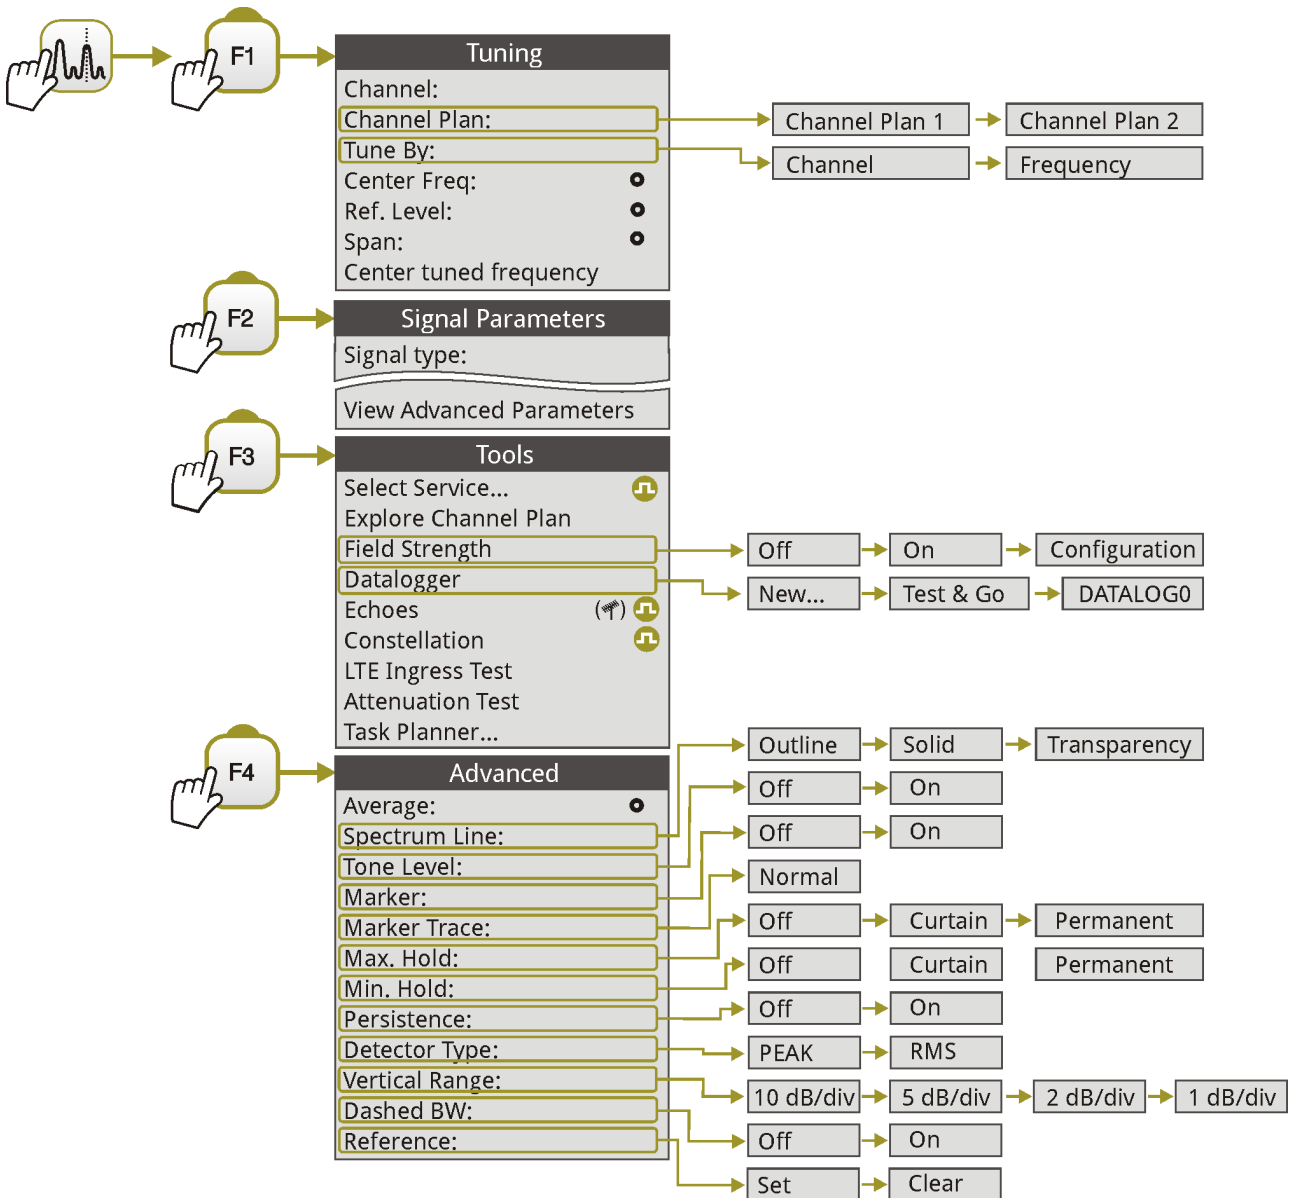 F1
Tuning
Channel:
Channel Plan:
Channel Plan 1
Channel Plan 2
Tune By:
Channel
Frequency
Center Freq:
Ref. Level:
Span:
Center tuned frequency
F2
Signal Parameters
Signal type:
View Advanced Parameters
F3
Tools
Select Service...
Explore Channel Plan
Field Strength
Off
On
Configuration
Datalogger
New...
Test & Go
DATALOG0
Echoes
Constellation
LTE Ingress Test
Attenuation Test
Task Planner...
F4
Advanced
Average:
Spectrum Line:
Outline
Solid
Transparency
Tone Level:
Off
On
Marker:
Off
On
Marker Trace:
Normal
Max. Hold:
Off
Curtain
Permanent
Min. Hold:
Off
Curtain
Permanent
Persistence:
Off
On
Detector Type:
PEAK
RMS
Vertical Range:
10 dB/div
5 dB/div
2 dB/div
1 dB/div
Dashed BW:
Off
On
Reference:
Set
Clear